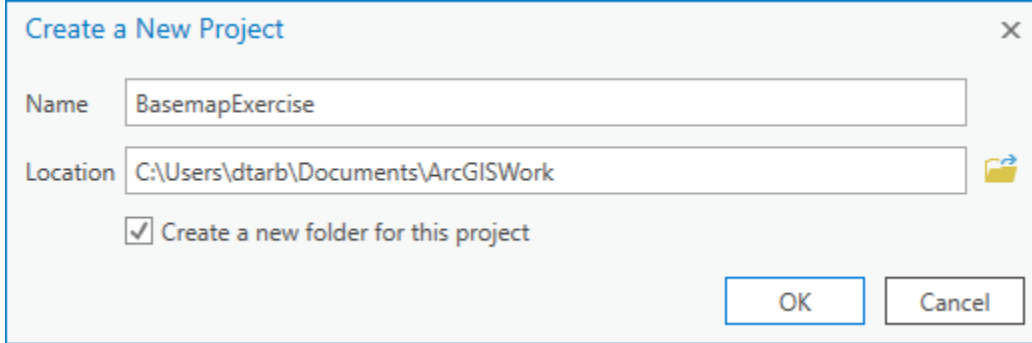 Create a New Project
Name BasemapExercise
Location C:\Users\dtarb\Documents\ArcGISWork
Create a new folder for this project
OK Cancel